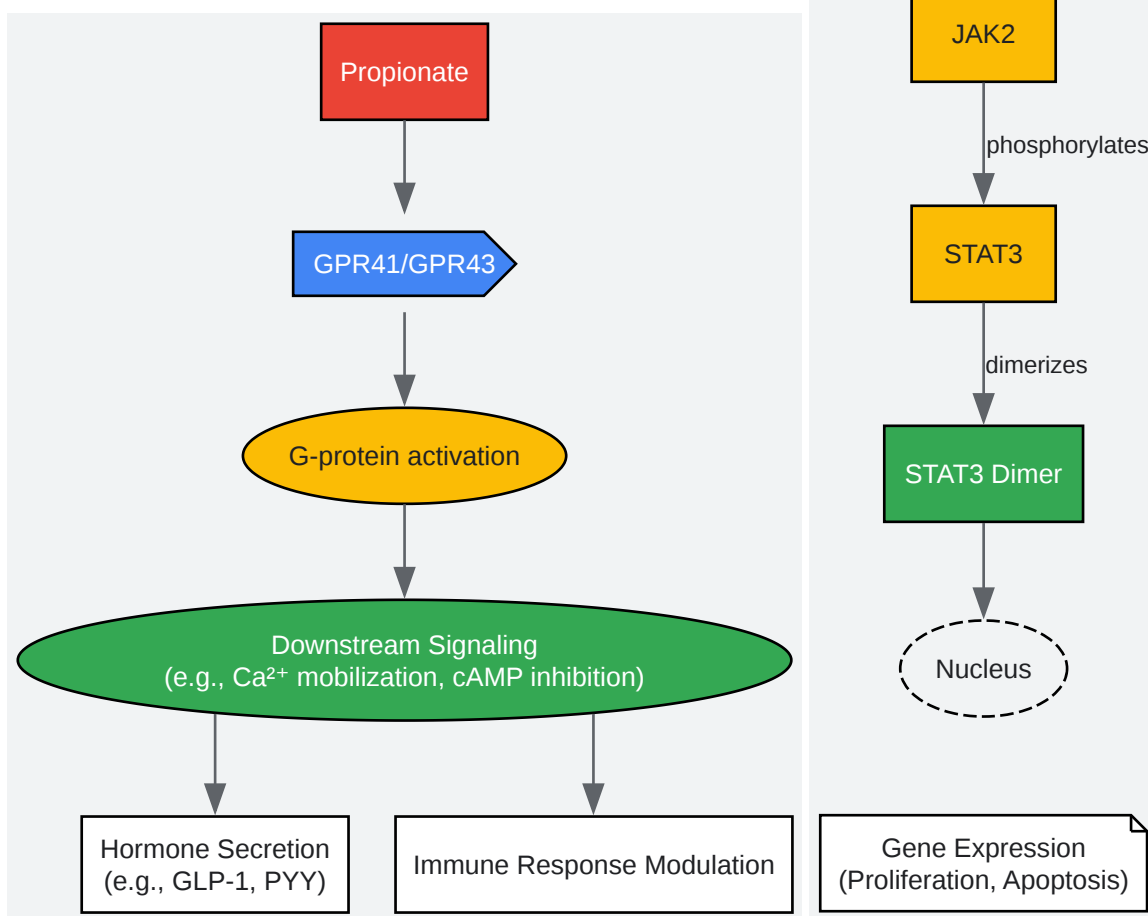 Propionate
GPR41/GPR43
G-protein activation
Downstream Signaling
(e.g., Ca²⁺ mobilization, cAMP inhibition)
Hormone Secretion
(e.g., GLP-1, PYY)
Immune Response Modulation
JAK2
phosphorylates
STAT3
dimerizes
STAT3 Dimer
Nucleus
Gene Expression
(Proliferation, Apoptosis)